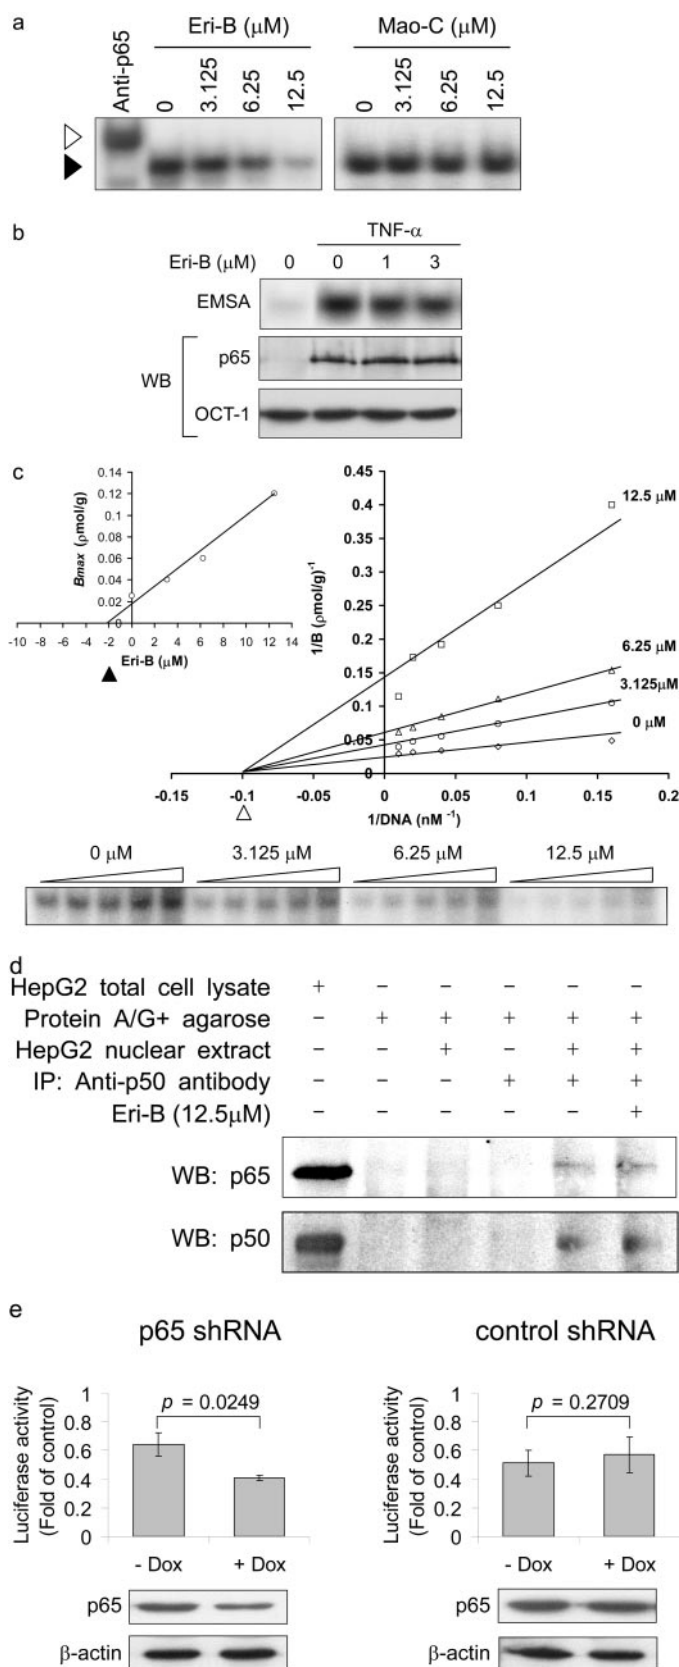 a
Eri-B (μM) Mao-C (μM)
Anti-p65 0 3.125 6.25 12.5 0 3.125 6.25 12.5
b
TNF-α
Eri-B (μM) 0 0 1 3
EMSA
WB
p65
OCT-1
c
0.14
0.12
0.1
0.08
0.06
0.04
0.02
0
-10 -8 -6 -4 -2 0 2 4 6 8 10 12 14
Bmax (ρmol/g)
Eri-B (μM)
0.45
0.4
0.35
0.3
0.25
0.2
0.15
0.1
0.05
0
1/B (ρmol/g)⁻¹
12.5 μM
6.25 μM
3.125μM
0 μM
-0.15 -0.1 -0.05 0 0.05 0.1 0.15 0.2
1/DNA (nM ⁻¹)
0 μM 3.125 μM 6.25 μM 12.5 μM
d
HepG2 total cell lysate + − − − − −
Protein A/G+ agarose − + + + + +
HepG2 nuclear extract − − + − + +
IP: Anti-p50 antibody − − − + + +
Eri-B (12.5μM) − − − − − +
WB: p65
WB: p50
e
p65 shRNA control shRNA
Luciferase activity
(Fold of control)
1
0.8
0.6
0.4
0.2
0
p = 0.0249
- Dox + Dox
p65
β-actin
Luciferase activity
(Fold of control)
1
0.8
0.6
0.4
0.2
0
p = 0.2709
- Dox + Dox
p65
β-actin